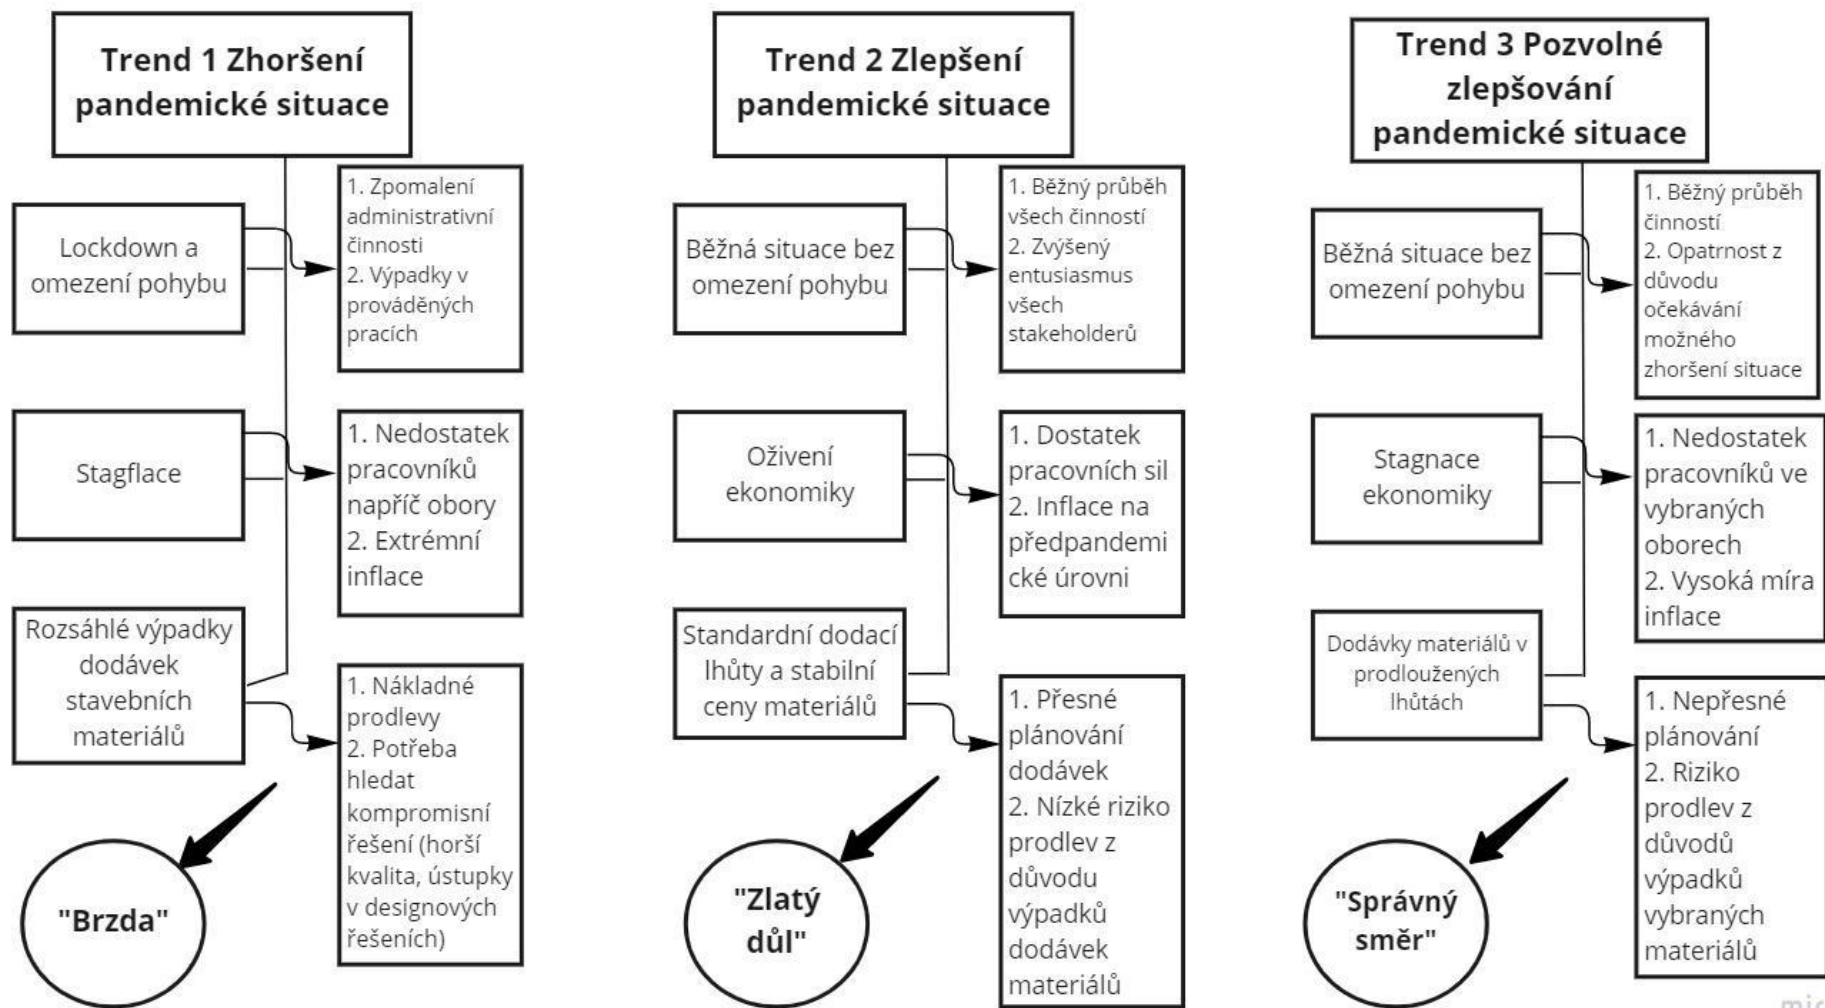 Trend 1 Zhoršení
pandemické situace
Lockdown a
omezení pohybu
1. Zpomalení
administrativní
činnosti
2. Výpadky v
prováděných
pracích
Stagflace
1. Nedostatek
pracovníků
napříč obory
2. Extrémní
inflace
Rozsáhlé výpadky
dodávek
stavebních
materiálů
1. Nákladné
prodlevy
2. Potřeba
hledat
kompromisní
řešení (horší
kvalita, ústupky
v designových
řešeních)
"Brzda"
Trend 2 Zlepšení
pandemické situace
Běžná situace bez
omezení pohybu
1. Běžný průběh
všech činností
2. Zvýšený
entusiasmus
všech
stakeholderů
Oživení
ekonomiky
1. Dostatek
pracovních sil
2. Inflace na
předpandemi
cké úrovni
Standardní dodací
lhůty a stabilní
ceny materiálů
1. Přesné
plánování
dodávek
2. Nízké riziko
prodlev z
důvodu
výpadků
dodávek
materiálů
"Zlatý
důl"
Trend 3 Pozvolné
zlepšování
pandemické situace
Běžná situace bez
omezení pohybu
1. Běžný průběh
činností
2. Opatrnost z
důvodu
očekávání
možného
zhoršení situace
Stagnace
ekonomiky
1. Nedostatek
pracovníků ve
vybraných
oborech
2. Vysoká míra
inflace
Dodávky materiálů v
prodloužených
lhůtách
1. Nepřesné
plánování
2. Riziko
prodlev z
důvodů
výpadků
vybraných
materiálů
"Správný
směr"